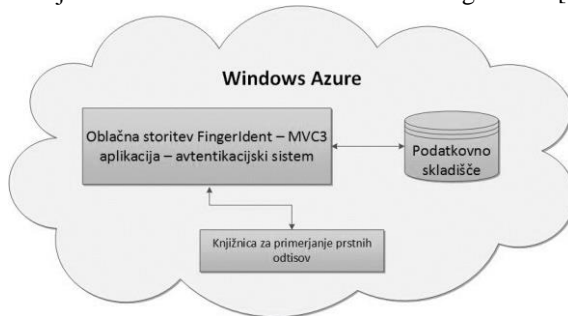 Windows Azure
Oblačna storitev FingerIdent – MVC3
aplikacija – avtentikacijski sistem
Podatkovno
skladišče
Knjižnica za primerjanje prstnih
odtisov